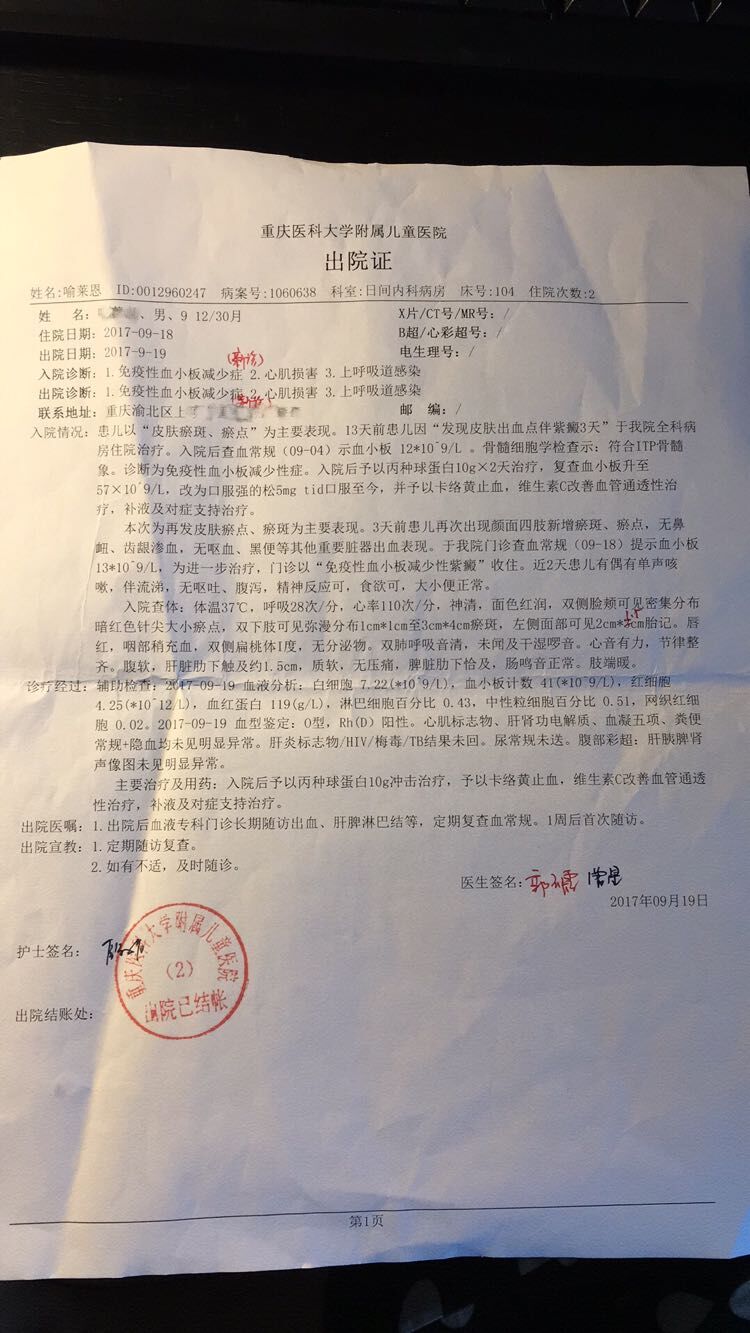 重庆医科大学附属儿童医院
出院证
姓名:喻莱恩 ID:0012960247 病案号:1060638 科室:日间内科病房 床号:104 住院次数:2
姓 名: 、男、9 12/30月 X片/CT号/MR号: /
住院日期: 2017-09-18 B超/心彩超号: /
出院日期: 2017-9-19 电生理号: /
(新诊)
入院诊断: 1.免疫性血小板减少症 2.心肌损害 3.上呼吸道感染
出院诊断: 1.免疫性血小板减少症 2.心肌损害 3.上呼吸道感染
联系地址: 重庆渝北区上 邮 编: /
入院情况: 患儿以“皮肤瘀斑、瘀点”为主要表现。13天前患儿因“发现皮肤出血点伴紫癜3天”于我院全科病
房住院治疗。入院后查血常规(09-04)示血小板 12*10^9/L 。骨髓细胞学检查示: 符合ITP骨髓
象。诊断为免疫性血小板减少性症。入院后予以丙种球蛋白10g×2天治疗, 复查血小板升至
57×10^9/L, 改为口服强的松5mg tid口服至今, 并予以卡络黄止血, 维生素C改善血管通透性治
疗, 补液及对症支持治疗。
本次为再发皮肤瘀点、瘀斑为主要表现。3天前患儿再次出现颜面四肢新增瘀斑、瘀点, 无鼻
衄、齿龈渗血, 无呕血、黑便等其他重要脏器出血表现。于我院门诊查血常规(09-18)提示血小板
13*10^9/L, 为进一步治疗, 门诊以“免疫性血小板减少性紫癜”收住。近2天患儿有偶有单声咳
嗽, 伴流涕, 无呕吐、腹泻, 精神反应可, 食欲可, 大小便正常。
入院查体: 体温37℃, 呼吸28次/分, 心率110次/分, 神清, 面色红润, 双侧脸颊可见密集分布
暗红色针尖大小瘀点, 双下肢可见弥漫分布1cm*1cm至3cm*4cm瘀斑, 左侧面部可见2cm* cm胎记。唇
红, 咽部稍充血, 双侧扁桃体I度, 无分泌物。双肺呼吸音清, 未闻及干湿啰音。心音有力, 节律整
齐。腹软, 肝脏肋下触及约1.5cm, 质软, 无压痛, 脾脏肋下恰及, 肠鸣音正常。肢端暖。
诊疗经过: 辅助检查: 2017-09-19 血液分析: 白细胞 7.22(*10^9/L), 血小板计数 41(*10^9/L), 红细胞
4.25(*10^12/L), 血红蛋白 119(g/L), 淋巴细胞百分比 0.43, 中性粒细胞百分比 0.51, 网织红细
胞 0.02。2017-09-19 血型鉴定: O型, Rh(D) 阳性。心肌标志物、肝肾功电解质、血凝五项、粪便
常规+隐血均未见明显异常。肝炎标志物/HIV/梅毒/TB结果未回。尿常规未送。腹部彩超: 肝胰脾肾
声像图未见明显异常。
主要治疗及用药: 入院后予以丙种球蛋白10g冲击治疗, 予以卡络黄止血, 维生素C改善血管通透
性治疗, 补液及对症支持治疗。
出院医嘱: 1.出院后血液专科门诊长期随访出血、肝脾淋巴结等, 定期复查血常规。1周后首次随访。
出院宣教: 1.定期随访复查。
2.如有不适, 及时随诊。
医生签名:
2017年09月19日
护士签名:
重庆医科大学附属儿童医院
(2)
出院已结帐
出院结账处:
第1页